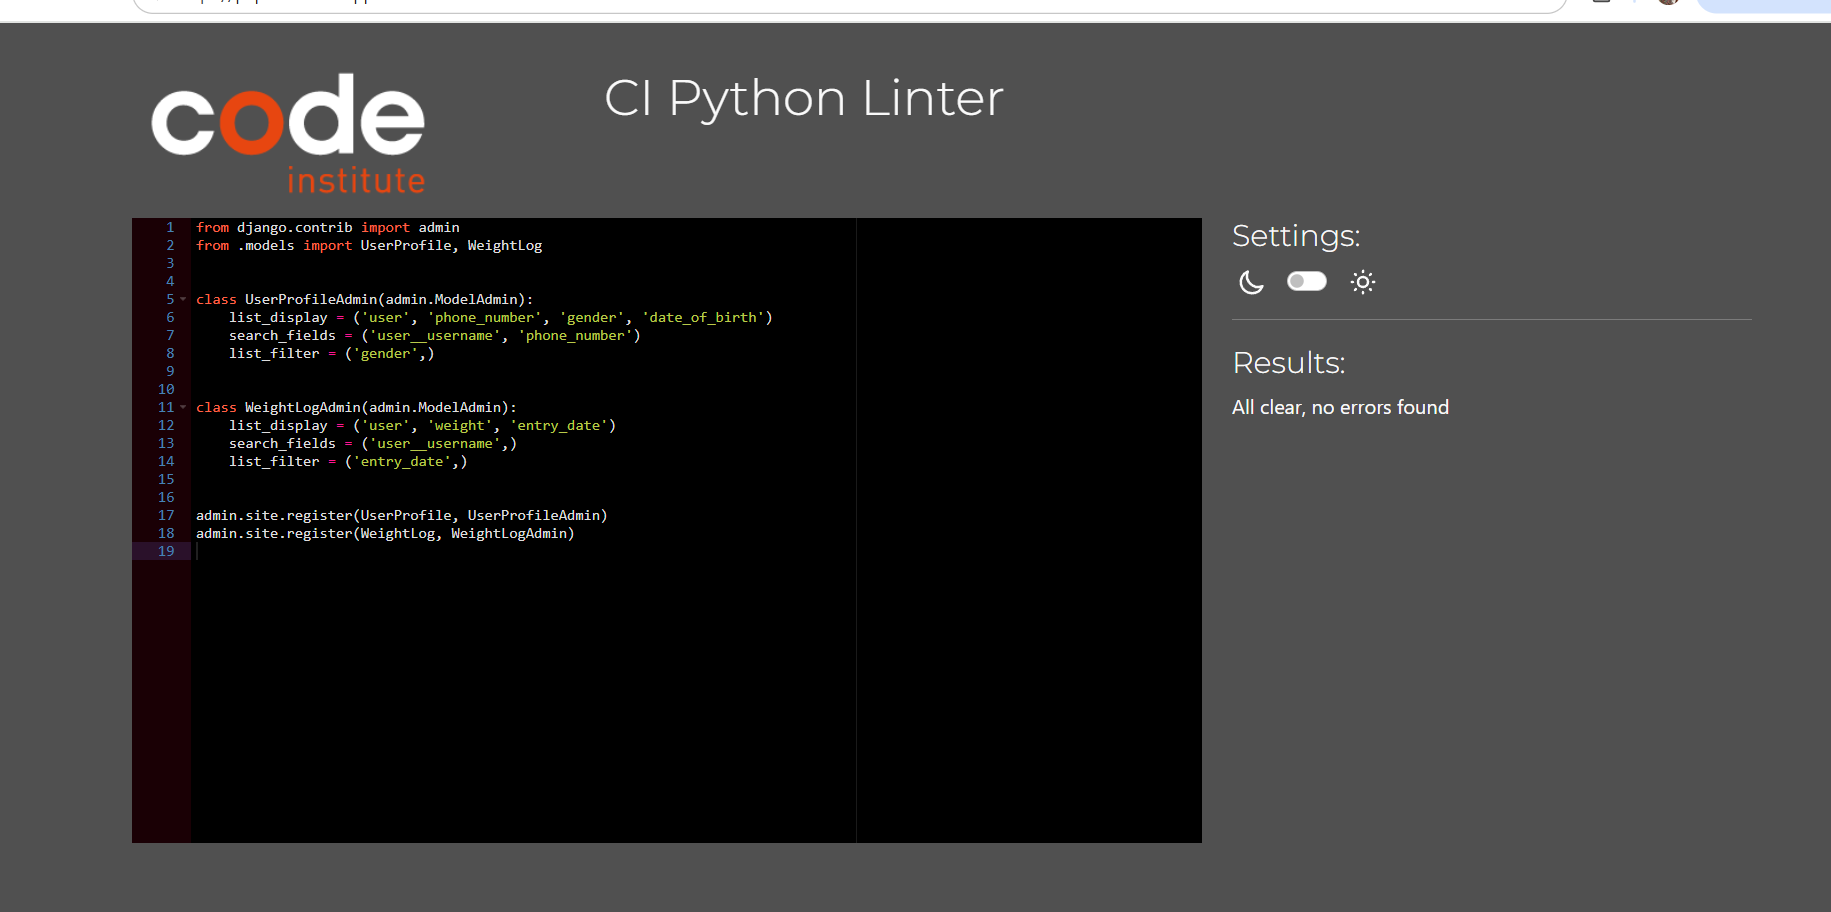 code
institute
CI Python Linter
1 from django.contrib import admin
2 from .models import UserProfile, WeightLog
3
4
5 class UserProfileAdmin(admin.ModelAdmin):
6     list_display = ('user', 'phone_number', 'gender', 'date_of_birth')
7     search_fields = ('user__username', 'phone_number')
8     list_filter = ('gender',)
9
10
11 class WeightLogAdmin(admin.ModelAdmin):
12     list_display = ('user', 'weight', 'entry_date')
13     search_fields = ('user__username',)
14     list_filter = ('entry_date',)
15
16
17 admin.site.register(UserProfile, UserProfileAdmin)
18 admin.site.register(WeightLog, WeightLogAdmin)
19
Settings:
Results:
All clear, no errors found